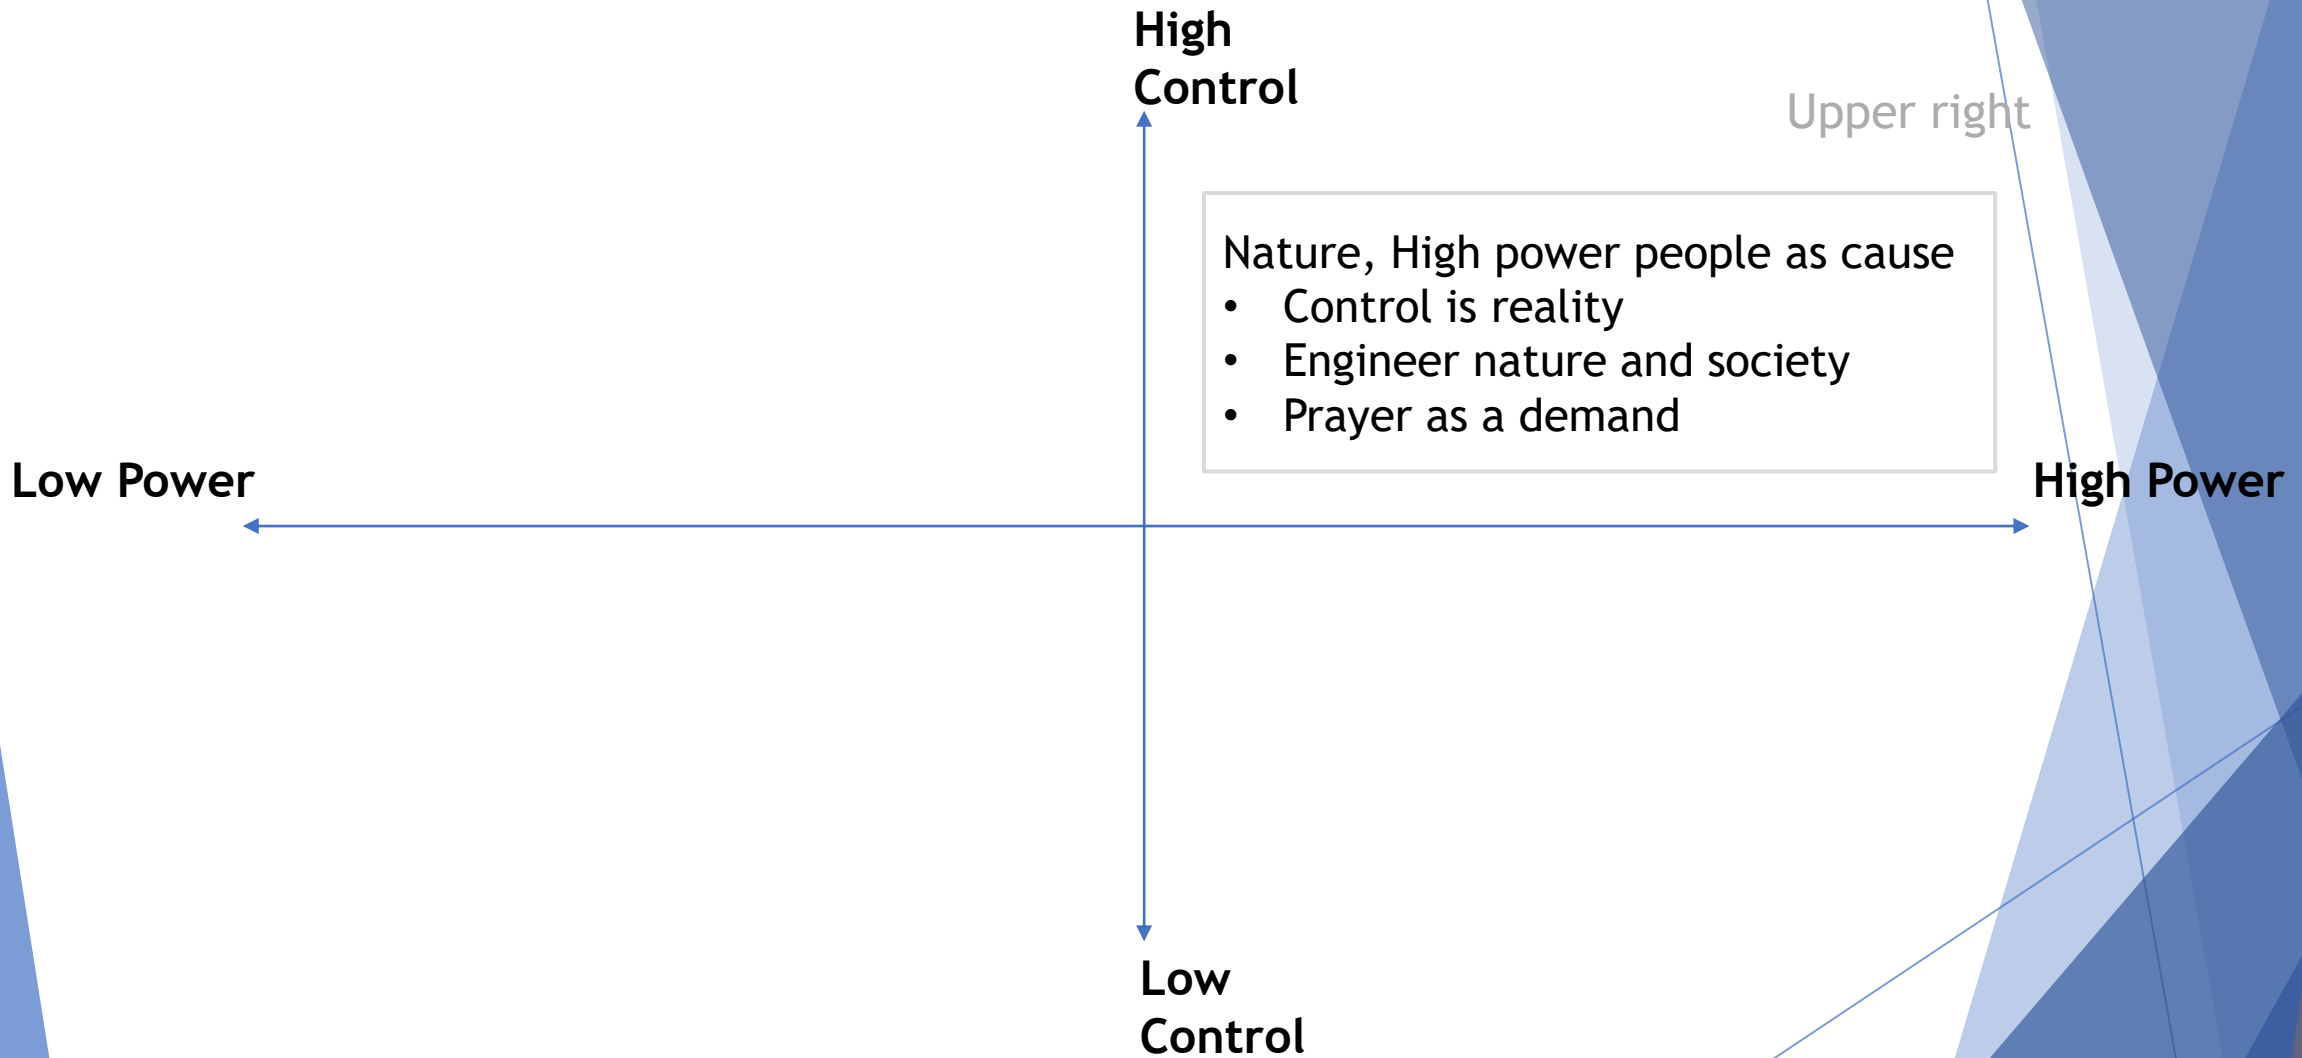 High
Control
Upper right
Nature, High power people as cause
• Control is reality
• Engineer nature and society
• Prayer as a demand
Low Power
High Power
Low
Control